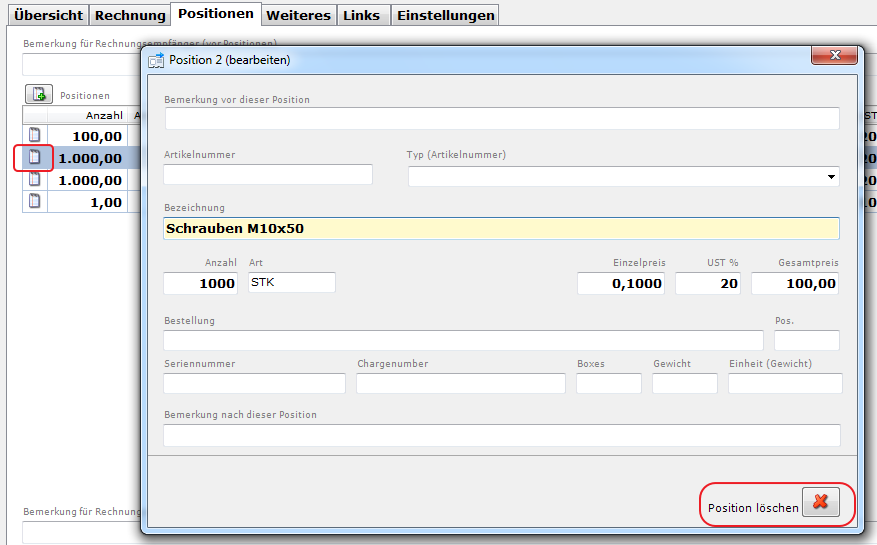 Übersicht Rechnung Positionen Weiteres Links Einstellungen
Bemerkung für Rechnungsempfänger (vor Positionen)
Position 2 (bearbeiten)
Positionen
Anzahl
100,00
1.000,00
1.000,00
1,00
Bemerkung vor dieser Position
Artikelnummer Typ (Artikelnummer)
Bezeichnung
Schrauben M10x50
Anzahl Art Einzelpreis UST % Gesamtpreis
1000 STK 0,1000 20 100,00
Bestellung Pos.
Seriennummer Chargenumber Boxes Gewicht Einheit (Gewicht)
Bemerkung nach dieser Position
Position löschen
Bemerkung für Rechnung